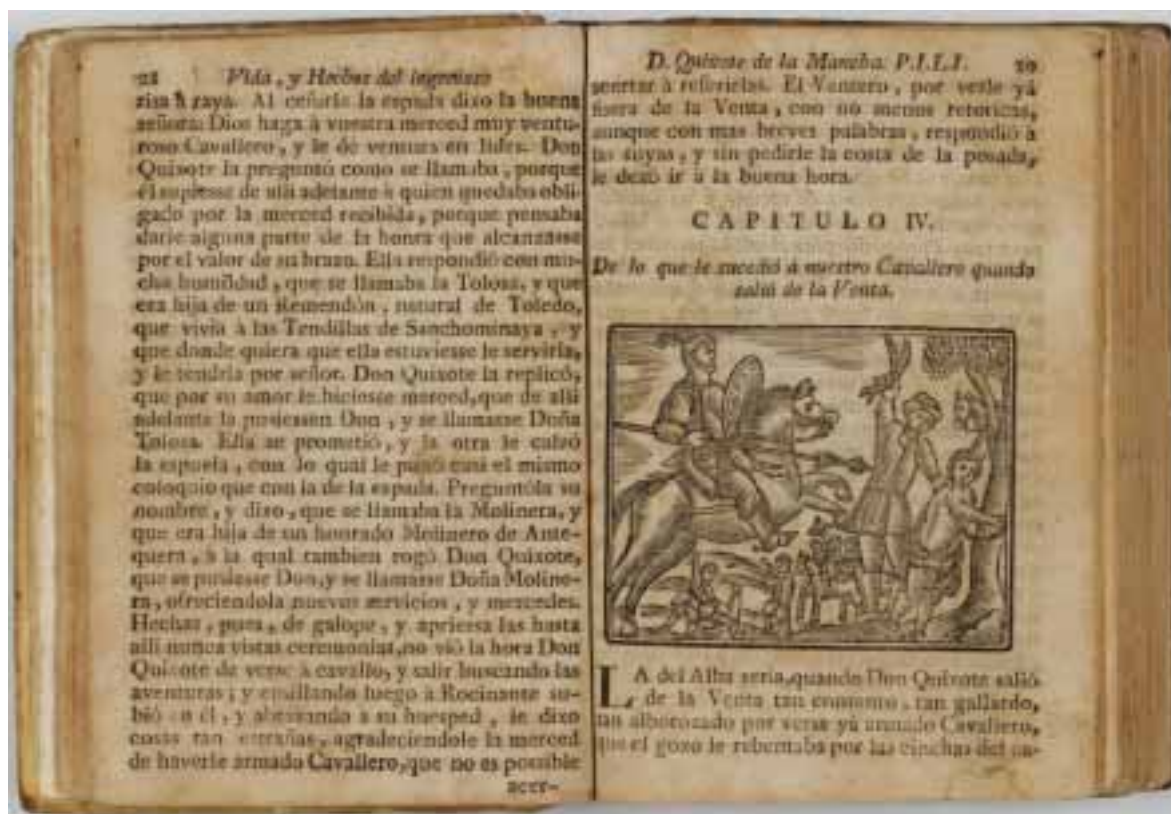 28 Vida, y Hechos del ingenioso
risa à raya. Al ceñirle la espada dixo la buena
señora: Dios haga à vuestra merced muy ventu-
roso Cavallero, y le dé ventura en lides. Don
Quixote la preguntó como se llamaba, porque
él supiesse de alli adelante à quien quedaba obli-
gado por la merced recibida, porque pensaba
darle alguna parte de la honra que alcanzasse
por el valor de su brazo. Ella respondió con mu-
cha humildad, que se llamaba la Tolosa, y que
era hija de un Remendón, natural de Toledo,
que vivia à las Tendillas de Sanchominaya, y
que donde quiera que ella estuviesse le serviria,
y le tendria por señor. Don Quixote la replicó,
que por su amor le hiciesse merced, que de alli
adelante se pusiessen Don, y se llamasse Doña
Tolosa. Ella se prometió, y la otra le calzó
la espuela, con lo qual le passó casi el mismo
coloquio que con la de la espada. Preguntóla su
nombre, y dixo, que se llamaba la Molinera, y
que era hija de un honrado Molinero de Ante-
quera, à la qual tambien rogó Don Quixote,
que se pusiesse Don, y se llamasse Doña Moline-
ra, ofreciendola nuevos servicios, y mercedes.
Hechas, pues, de galope, y apriessa las hasta
alli nunca vistas ceremonias, no vió la hora Don
Quixote de verse à cavallo, y salir buscando las
aventuras; y ensillando luego à Rocinante su-
bió en él, y abrazando a su huesped, le dixo
cosas tan estrañas, agradeciendole la merced
de haverle armado Cavallero, que no es possible
acer-
D. Quixote de la Mancha. P.I.L.I. 29
acertar à referirlas. El Ventero, por verle yá
fuera de la Venta, con no menos retoricas,
aunque con mas breves palabras, respondió à
las suyas, y sin pedirle la costa de la posada,
le dexó ir à la buena hora.
CAPITULO IV.
De lo que le sucedió á nuestro Cavallero quando
salió de la Venta.
LA del Alba seria, quando Don Quixote salió
de la Venta tan contento, tan gallardo,
tan alborozado por verse yá armado Cavallero,
que el gozo le rebentaba por las cinchas del ca-